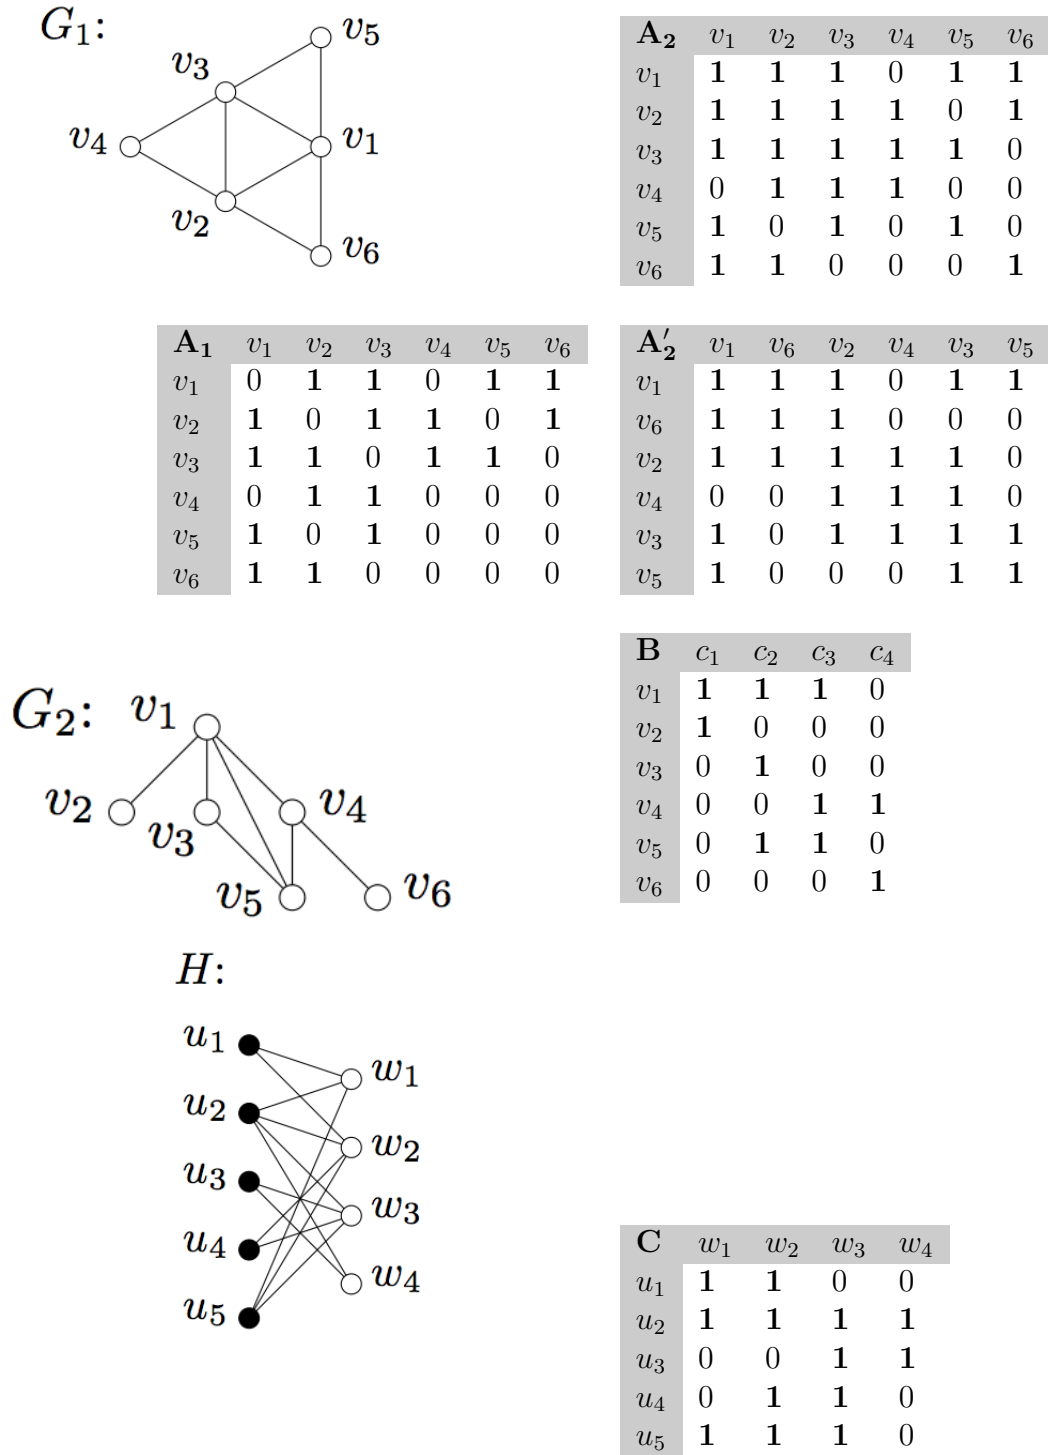 G₁:
v₅
v₃
v₄
v₁
v₂
v₆
A₂ v₁ v₂ v₃ v₄ v₅ v₆
v₁ 1 1 1 0 1 1
v₂ 1 1 1 1 0 1
v₃ 1 1 1 1 1 0
v₄ 0 1 1 1 0 0
v₅ 1 0 1 0 1 0
v₆ 1 1 0 0 0 1
A₁ v₁ v₂ v₃ v₄ v₅ v₆
v₁ 0 1 1 0 1 1
v₂ 1 0 1 1 0 1
v₃ 1 1 0 1 1 0
v₄ 0 1 1 0 0 0
v₅ 1 0 1 0 0 0
v₆ 1 1 0 0 0 0
A′₂ v₁ v₆ v₂ v₄ v₃ v₅
v₁ 1 1 1 0 1 1
v₆ 1 1 1 0 0 0
v₂ 1 1 1 1 1 0
v₄ 0 0 1 1 1 0
v₃ 1 0 1 1 1 1
v₅ 1 0 0 0 1 1
G₂:
v₁
v₂
v₃
v₄
v₅
v₆
B c₁ c₂ c₃ c₄
v₁ 1 1 1 0
v₂ 1 0 0 0
v₃ 0 1 0 0
v₄ 0 0 1 1
v₅ 0 1 1 0
v₆ 0 0 0 1
H:
u₁
w₁
u₂
w₂
u₃
w₃
u₄
w₄
u₅
C w₁ w₂ w₃ w₄
u₁ 1 1 0 0
u₂ 1 1 1 1
u₃ 0 0 1 1
u₄ 0 1 1 0
u₅ 1 1 1 0